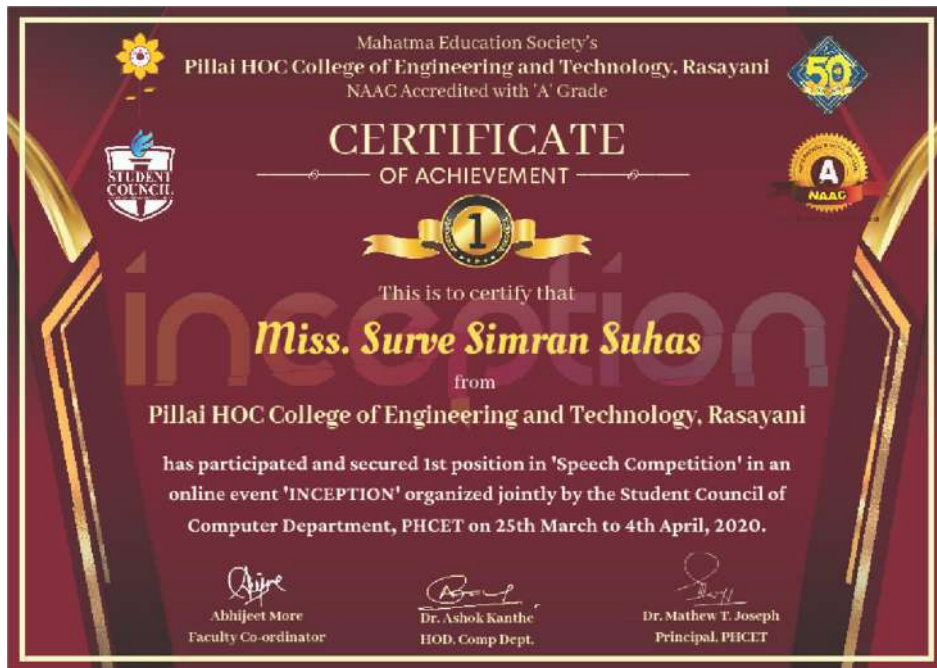 Mahatma Education Society's
Pillai HOC College of Engineering and Technology, Rasayani
NAAC Accredited with 'A' Grade
50
CERTIFICATE
OF ACHIEVEMENT
STUDENT
COUNCIL
A
NAAC
1
inception
This is to certify that
Miss. Surve Simran Suhas
from
Pillai HOC College of Engineering and Technology, Rasayani
has participated and secured 1st position in 'Speech Competition' in an
online event 'INCEPTION' organized jointly by the Student Council of
Computer Department, PHCET on 25th March to 4th April, 2020.
Abhijeet More
Faculty Co-ordinator
Dr. Ashok Kanthe
HOD. Comp Dept.
Dr. Mathew T. Joseph
Principal, PHCET